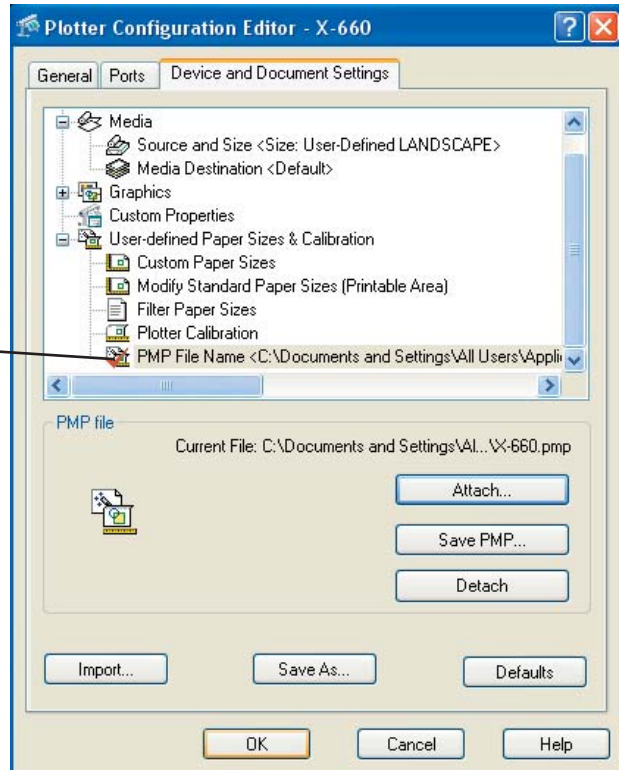 Plotter Configuration Editor - X-660
General Ports Device and Document Settings
Media
Source and Size <Size: User-Defined LANDSCAPE>
Media Destination <Default>
Graphics
Custom Properties
User-defined Paper Sizes & Calibration
Custom Paper Sizes
Modify Standard Paper Sizes (Printable Area)
Filter Paper Sizes
Plotter Calibration
PMP File Name <C:\Documents and Settings\All Users\Appli
PMP file
Current File: C:\Documents and Settings\Al...\X-660.pmp
Attach...
Save PMP...
Detach
Import... Save As... Defaults
OK Cancel Help